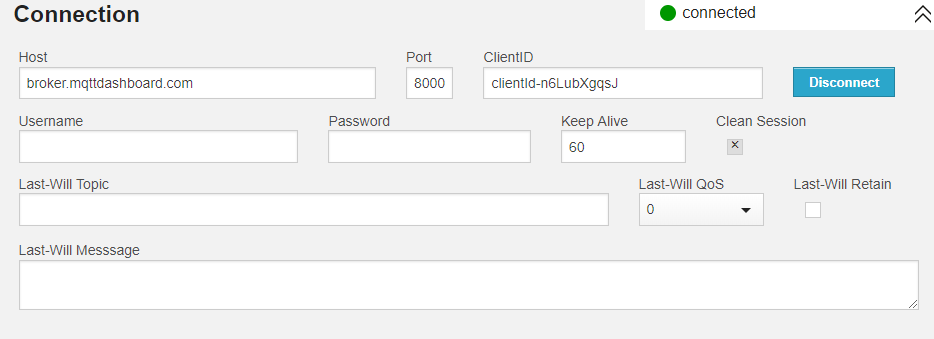 Connection
connected
Host Port ClientID
broker.mqttdashboard.com 8000 clientId-n6LubXgqsJ Disconnect
Username Password Keep Alive Clean Session
60
Last-Will Topic Last-Will QoS Last-Will Retain
0
Last-Will Messsage